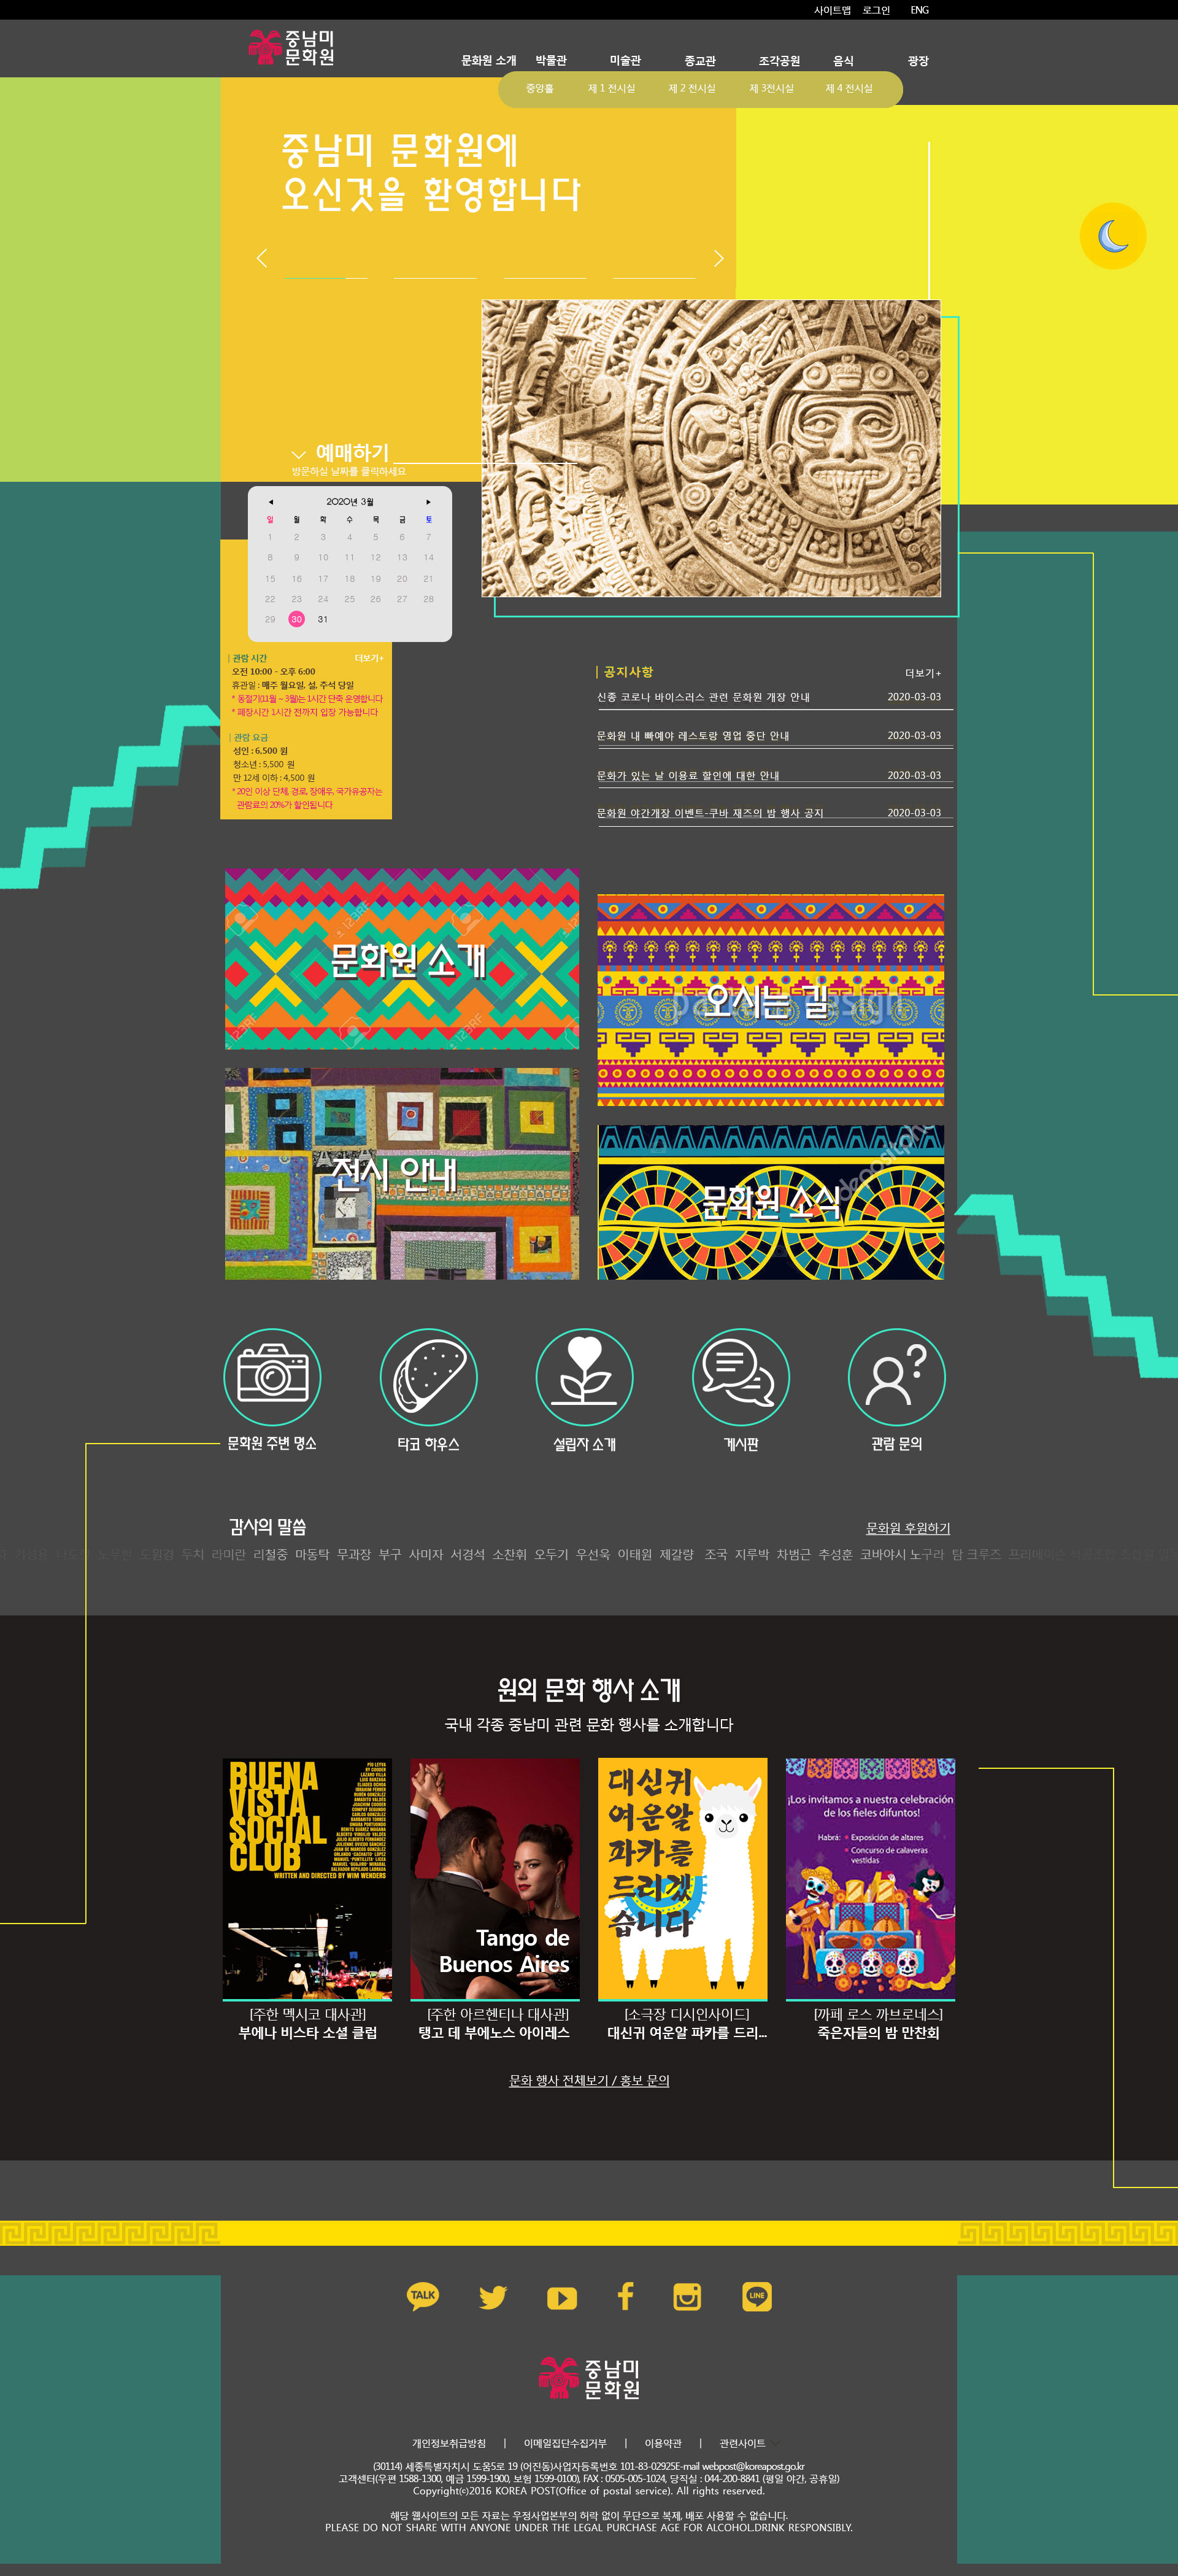 사이트맵 로그인 ENG
중남미
문화원
문화원 소개 박물관 미술관 종교관 조각공원 음식 광장
중앙홀 제 1 전시실 제 2 전시실 제 3전시실 제 4 전시실
중남미 문화원에
오신것을 환영합니다
예매하기
방문하실 날짜를 클릭하세요
2020년 3월
일 월 화 수 목 금 토
1 2 3 4 5 6 7
8 9 10 11 12 13 14
15 16 17 18 19 20 21
22 23 24 25 26 27 28
29 30 31
관람 시간 더보기+
오전 10:00 - 오후 6:00
휴관일 : 매주 월요일, 설, 추석 당일
* 동절기(11월 ~ 3월)는 1시간 단축 운영합니다
* 폐장시간 1시간 전까지 입장 가능합니다
관람 요금
성인 : 6,500 원
청소년 : 5,500 원
만 12세 이하 : 4,500 원
* 20인 이상 단체, 경로, 장애우, 국가유공자는
관람료의 20%가 할인됩니다
공지사항 더보기+
신종 코로나 바이스러스 관련 문화원 개장 안내 2020-03-03
문화원 내 빠예야 레스토랑 영업 중단 안내 2020-03-03
문화가 있는 날 이용료 할인에 대한 안내 2020-03-03
문화원 야간개장 이벤트-쿠바 재즈의 밤 행사 공지 2020-03-03
문화원 소개
123RF
오시는 길
전시 안내
문화원 소식
문화원 주변 명소 타코 하우스 설립자 소개 게시판 관람 문의
감사의 말씀 문화원 후원하기
두치 라미란 리철중 마동탁 무과장 부구 사미자 서경석 소찬휘 오두기 우선욱 이태원 제갈량 조국 지루박 차범근 추성훈 코바야시 노구라 탐 크루즈
원외 문화 행사 소개
국내 각종 중남미 관련 문화 행사를 소개합니다
BUENA
VISTA
SOCIAL
CLUB
WRITTEN AND DIRECTED BY WIM WENDERS
Tango de
Buenos Aires
대신귀
여운알
파카를
드리겠
습니다
¡Los invitamos a nuestra celebración
de los fieles difuntos!
Habrá: Exposición de altares
Concurso de calaveras
vestidas
[주한 멕시코 대사관] [주한 아르헨티나 대사관] [소극장 디시인사이드] [까페 로스 까브로네스]
부에나 비스타 소셜 클럽 탱고 데 부에노스 아이레스 대신귀 여운알 파카를 드리... 죽은자들의 밤 만찬회
문화 행사 전체보기 / 홍보 문의
TALK
LINE
중남미
문화원
개인정보취급방침 | 이메일집단수집거부 | 이용약관 | 관련사이트
(30114) 세종특별자치시 도움5로 19 (어진동)사업자등록번호 101-83-02925E-mail webpost@koreapost.go.kr
고객센터(우편 1588-1300, 예금 1599-1900, 보험 1599-0100), FAX : 0505-005-1024, 당직실 : 044-200-8841 (평일 야간, 공휴일)
Copyright(c)2016 KOREA POST(Office of postal service). All rights reserved.
해당 웹사이트의 모든 자료는 우정사업본부의 허락 없이 무단으로 복제, 배포 사용할 수 없습니다.
PLEASE DO NOT SHARE WITH ANYONE UNDER THE LEGAL PURCHASE AGE FOR ALCOHOL.DRINK RESPONSIBLY.